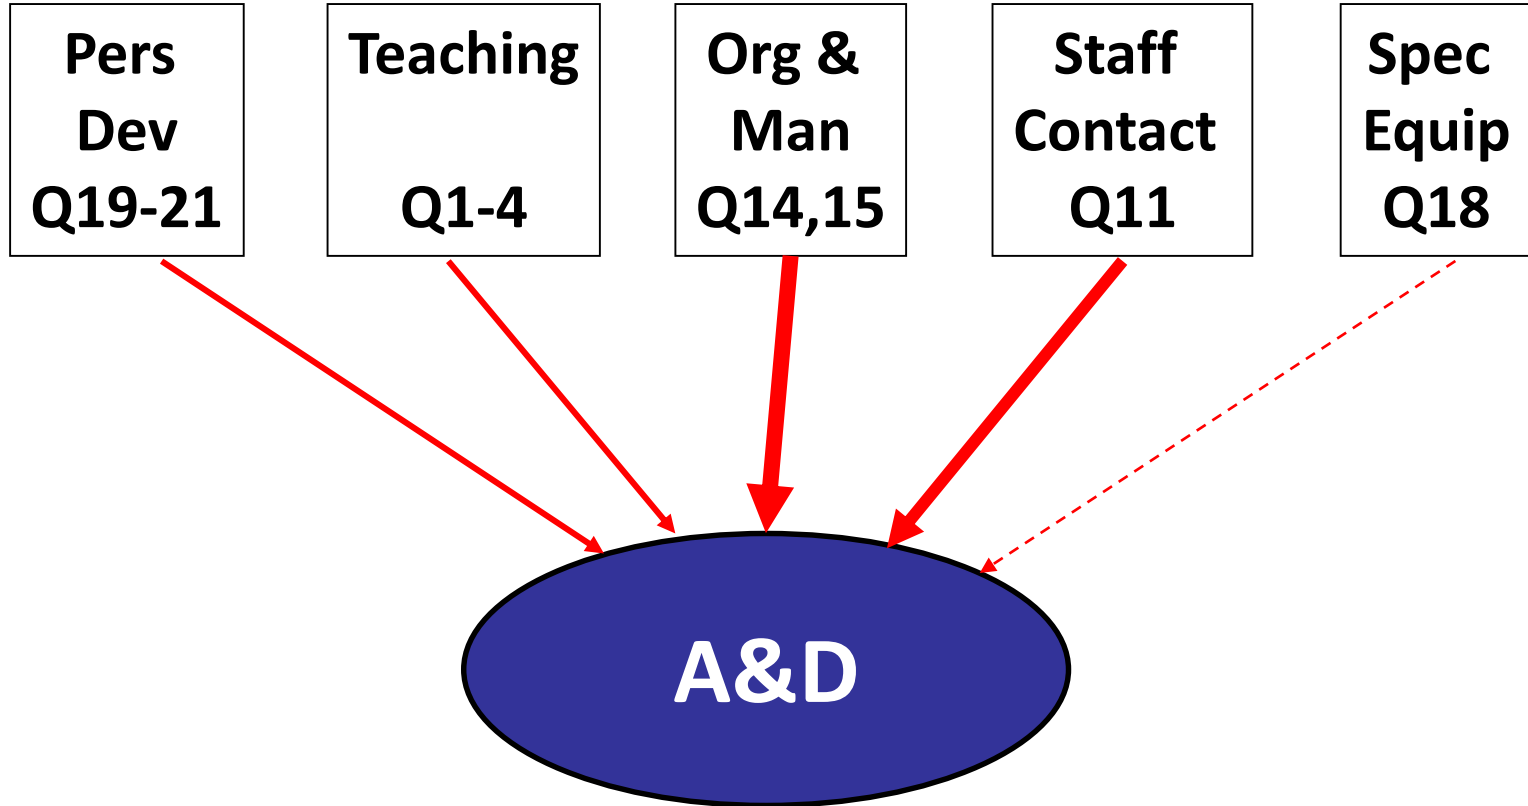 Pers
Dev
Q19-21
Teaching
Q1-4
Org &
Man
Q14,15
Staff
Contact
Q11
Spec
Equip
Q18
A&D